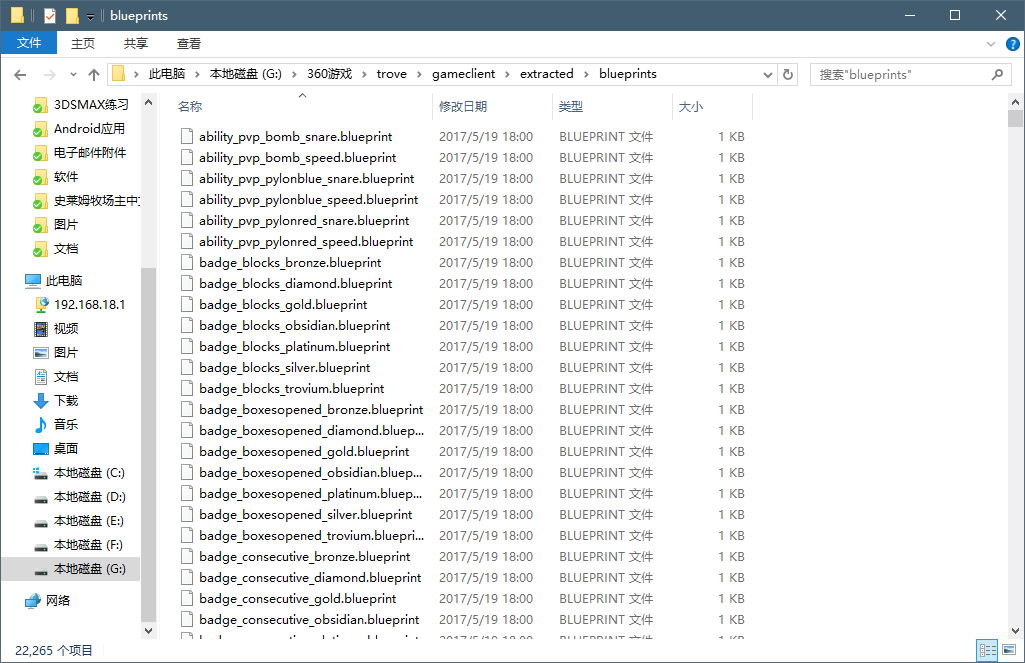 blueprints
文件 主页 共享 查看
此电脑 本地磁盘 (G:) 360游戏 trove gameclient extracted blueprints 搜索"blueprints"
3DSMAX练习
Android应用
电子邮件附件
软件
史莱姆牧场主中
图片
文档
此电脑
192.168.18.1
视频
图片
文档
下载
音乐
桌面
本地磁盘 (C:)
本地磁盘 (D:)
本地磁盘 (E:)
本地磁盘 (F:)
本地磁盘 (G:)
网络
名称 修改日期 类型 大小
ability_pvp_bomb_snare.blueprint 2017/5/19 18:00 BLUEPRINT 文件 1 KB
ability_pvp_bomb_speed.blueprint 2017/5/19 18:00 BLUEPRINT 文件 1 KB
ability_pvp_pylonblue_snare.blueprint 2017/5/19 18:00 BLUEPRINT 文件 1 KB
ability_pvp_pylonblue_speed.blueprint 2017/5/19 18:00 BLUEPRINT 文件 1 KB
ability_pvp_pylonred_snare.blueprint 2017/5/19 18:00 BLUEPRINT 文件 1 KB
ability_pvp_pylonred_speed.blueprint 2017/5/19 18:00 BLUEPRINT 文件 1 KB
badge_blocks_bronze.blueprint 2017/5/19 18:00 BLUEPRINT 文件 1 KB
badge_blocks_diamond.blueprint 2017/5/19 18:00 BLUEPRINT 文件 1 KB
badge_blocks_gold.blueprint 2017/5/19 18:00 BLUEPRINT 文件 1 KB
badge_blocks_obsidian.blueprint 2017/5/19 18:00 BLUEPRINT 文件 1 KB
badge_blocks_platinum.blueprint 2017/5/19 18:00 BLUEPRINT 文件 1 KB
badge_blocks_silver.blueprint 2017/5/19 18:00 BLUEPRINT 文件 1 KB
badge_blocks_trovium.blueprint 2017/5/19 18:00 BLUEPRINT 文件 1 KB
badge_boxesopened_bronze.blueprint 2017/5/19 18:00 BLUEPRINT 文件 1 KB
badge_boxesopened_diamond.bluep... 2017/5/19 18:00 BLUEPRINT 文件 1 KB
badge_boxesopened_gold.blueprint 2017/5/19 18:00 BLUEPRINT 文件 1 KB
badge_boxesopened_obsidian.bluep... 2017/5/19 18:00 BLUEPRINT 文件 1 KB
badge_boxesopened_platinum.bluep... 2017/5/19 18:00 BLUEPRINT 文件 1 KB
badge_boxesopened_silver.blueprint 2017/5/19 18:00 BLUEPRINT 文件 1 KB
badge_boxesopened_trovium.bluepri... 2017/5/19 18:00 BLUEPRINT 文件 1 KB
badge_consecutive_bronze.blueprint 2017/5/19 18:00 BLUEPRINT 文件 1 KB
badge_consecutive_diamond.blueprint 2017/5/19 18:00 BLUEPRINT 文件 1 KB
badge_consecutive_gold.blueprint 2017/5/19 18:00 BLUEPRINT 文件 1 KB
badge_consecutive_obsidian.blueprint 2017/5/19 18:00 BLUEPRINT 文件 1 KB
22,265 个项目